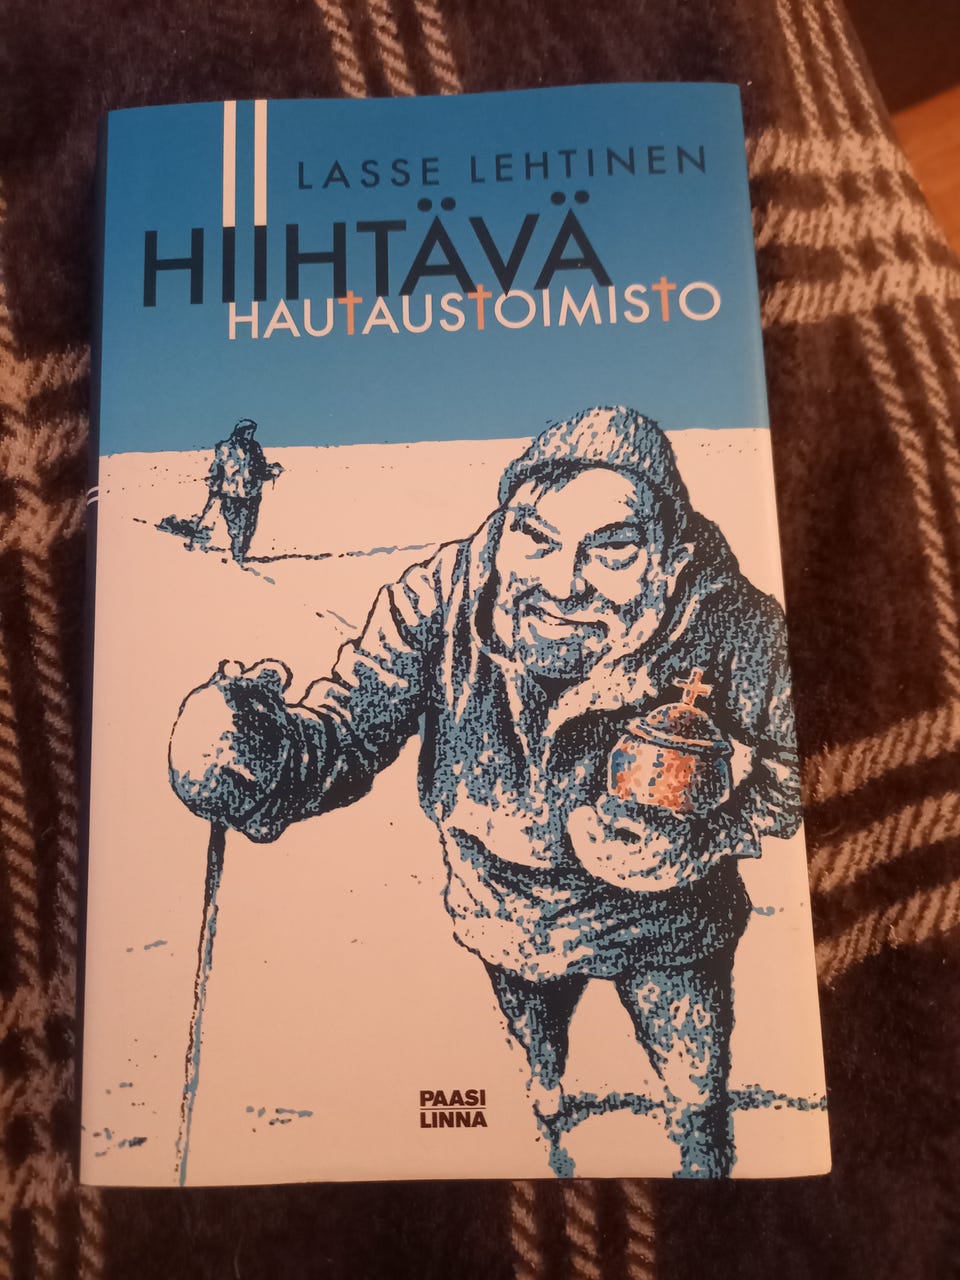 LASSE LEHTINEN
HIIHTÄVÄ
HAUTAUSTOIMISTO
PAASI
LINNA